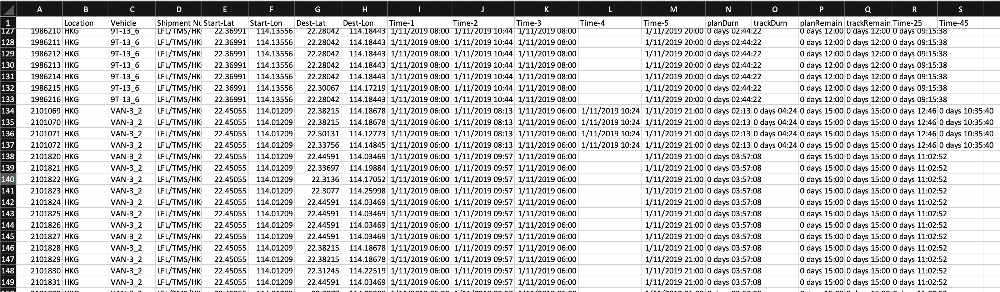 A B C D E F G H I J K L M N O P Q R S
1 Location Vehicle Shipment Nu Start-Lat Start-Lon Dest-Lat Dest-Lon Time-1 Time-2 Time-3 Time-4 Time-5 planDurn trackDurn planRemain trackRemain Time-25 Time-45
127 1986210 HKG 9T-13_6 LFL/TMS/HK 22.36991 114.13556 22.28042 114.18443 1/11/2019 08:00 1/11/2019 10:44 1/11/2019 08:00 1/11/2019 20:00 0 days 02:44:22 0 days 12:00 0 days 12:00 0 days 09:15:38
128 1986211 HKG 9T-13_6 LFL/TMS/HK 22.36991 114.13556 22.28042 114.18443 1/11/2019 08:00 1/11/2019 10:44 1/11/2019 08:00 1/11/2019 20:00 0 days 02:44:22 0 days 12:00 0 days 12:00 0 days 09:15:38
129 1986212 HKG 9T-13_6 LFL/TMS/HK 22.36991 114.13556 22.28042 114.18443 1/11/2019 08:00 1/11/2019 10:44 1/11/2019 08:00 1/11/2019 20:00 0 days 02:44:22 0 days 12:00 0 days 12:00 0 days 09:15:38
130 1986213 HKG 9T-13_6 LFL/TMS/HK 22.36991 114.13556 22.28042 114.18443 1/11/2019 08:00 1/11/2019 10:44 1/11/2019 08:00 1/11/2019 20:00 0 days 02:44:22 0 days 12:00 0 days 12:00 0 days 09:15:38
131 1986214 HKG 9T-13_6 LFL/TMS/HK 22.36991 114.13556 22.28042 114.18443 1/11/2019 08:00 1/11/2019 10:44 1/11/2019 08:00 1/11/2019 20:00 0 days 02:44:22 0 days 12:00 0 days 12:00 0 days 09:15:38
132 1986215 HKG 9T-13_6 LFL/TMS/HK 22.36991 114.13556 22.30067 114.17219 1/11/2019 08:00 1/11/2019 10:44 1/11/2019 08:00 1/11/2019 20:00 0 days 02:44:22 0 days 12:00 0 days 12:00 0 days 09:15:38
133 1986216 HKG 9T-13_6 LFL/TMS/HK 22.36991 114.13556 22.28042 114.18443 1/11/2019 08:00 1/11/2019 10:44 1/11/2019 08:00 1/11/2019 20:00 0 days 02:44:22 0 days 12:00 0 days 12:00 0 days 09:15:38
134 2101069 HKG VAN-3_2 LFL/TMS/HK 22.45055 114.01209 22.38215 114.18678 1/11/2019 06:00 1/11/2019 08:13 1/11/2019 06:00 1/11/2019 10:24 1/11/2019 21:00 0 days 02:13 0 days 04:24 0 days 15:00 0 days 15:00 0 days 12:46 0 days 10:35:40
135 2101070 HKG VAN-3_2 LFL/TMS/HK 22.45055 114.01209 22.38215 114.18678 1/11/2019 06:00 1/11/2019 08:13 1/11/2019 06:00 1/11/2019 10:24 1/11/2019 21:00 0 days 02:13 0 days 04:24 0 days 15:00 0 days 15:00 0 days 12:46 0 days 10:35:40
136 2101071 HKG VAN-3_2 LFL/TMS/HK 22.45055 114.01209 22.50131 114.12773 1/11/2019 06:00 1/11/2019 08:13 1/11/2019 06:00 1/11/2019 10:24 1/11/2019 21:00 0 days 02:13 0 days 04:24 0 days 15:00 0 days 15:00 0 days 12:46 0 days 10:35:40
137 2101072 HKG VAN-3_2 LFL/TMS/HK 22.45055 114.01209 22.33756 114.14845 1/11/2019 06:00 1/11/2019 08:13 1/11/2019 06:00 1/11/2019 10:24 1/11/2019 21:00 0 days 02:13 0 days 04:24 0 days 15:00 0 days 15:00 0 days 12:46 0 days 10:35:40
138 2101820 HKG VAN-3_2 LFL/TMS/HK 22.45055 114.01209 22.44591 114.03469 1/11/2019 06:00 1/11/2019 09:57 1/11/2019 06:00 1/11/2019 21:00 0 days 03:57:08 0 days 15:00 0 days 15:00 0 days 11:02:52
139 2101821 HKG VAN-3_2 LFL/TMS/HK 22.45055 114.01209 22.33697 114.19884 1/11/2019 06:00 1/11/2019 09:57 1/11/2019 06:00 1/11/2019 21:00 0 days 03:57:08 0 days 15:00 0 days 15:00 0 days 11:02:52
140 2101822 HKG VAN-3_2 LFL/TMS/HK 22.45055 114.01209 22.3136 114.17052 1/11/2019 06:00 1/11/2019 09:57 1/11/2019 06:00 1/11/2019 21:00 0 days 03:57:08 0 days 15:00 0 days 15:00 0 days 11:02:52
141 2101823 HKG VAN-3_2 LFL/TMS/HK 22.45055 114.01209 22.3077 114.25998 1/11/2019 06:00 1/11/2019 09:57 1/11/2019 06:00 1/11/2019 21:00 0 days 03:57:08 0 days 15:00 0 days 15:00 0 days 11:02:52
142 2101824 HKG VAN-3_2 LFL/TMS/HK 22.45055 114.01209 22.44591 114.03469 1/11/2019 06:00 1/11/2019 09:57 1/11/2019 06:00 1/11/2019 21:00 0 days 03:57:08 0 days 15:00 0 days 15:00 0 days 11:02:52
143 2101825 HKG VAN-3_2 LFL/TMS/HK 22.45055 114.01209 22.44591 114.03469 1/11/2019 06:00 1/11/2019 09:57 1/11/2019 06:00 1/11/2019 21:00 0 days 03:57:08 0 days 15:00 0 days 15:00 0 days 11:02:52
144 2101826 HKG VAN-3_2 LFL/TMS/HK 22.45055 114.01209 22.44591 114.03469 1/11/2019 06:00 1/11/2019 09:57 1/11/2019 06:00 1/11/2019 21:00 0 days 03:57:08 0 days 15:00 0 days 15:00 0 days 11:02:52
145 2101827 HKG VAN-3_2 LFL/TMS/HK 22.45055 114.01209 22.44591 114.03469 1/11/2019 06:00 1/11/2019 09:57 1/11/2019 06:00 1/11/2019 21:00 0 days 03:57:08 0 days 15:00 0 days 15:00 0 days 11:02:52
146 2101828 HKG VAN-3_2 LFL/TMS/HK 22.45055 114.01209 22.38215 114.18678 1/11/2019 06:00 1/11/2019 09:57 1/11/2019 06:00 1/11/2019 21:00 0 days 03:57:08 0 days 15:00 0 days 15:00 0 days 11:02:52
147 2101829 HKG VAN-3_2 LFL/TMS/HK 22.45055 114.01209 22.38215 114.18678 1/11/2019 06:00 1/11/2019 09:57 1/11/2019 06:00 1/11/2019 21:00 0 days 03:57:08 0 days 15:00 0 days 15:00 0 days 11:02:52
148 2101830 HKG VAN-3_2 LFL/TMS/HK 22.45055 114.01209 22.31245 114.22519 1/11/2019 06:00 1/11/2019 09:57 1/11/2019 06:00 1/11/2019 21:00 0 days 03:57:08 0 days 15:00 0 days 15:00 0 days 11:02:52
149 2101831 HKG VAN-3_2 LFL/TMS/HK 22.45055 114.01209 22.44591 114.03469 1/11/2019 06:00 1/11/2019 09:57 1/11/2019 06:00 1/11/2019 21:00 0 days 03:57:08 0 days 15:00 0 days 15:00 0 days 11:02:52